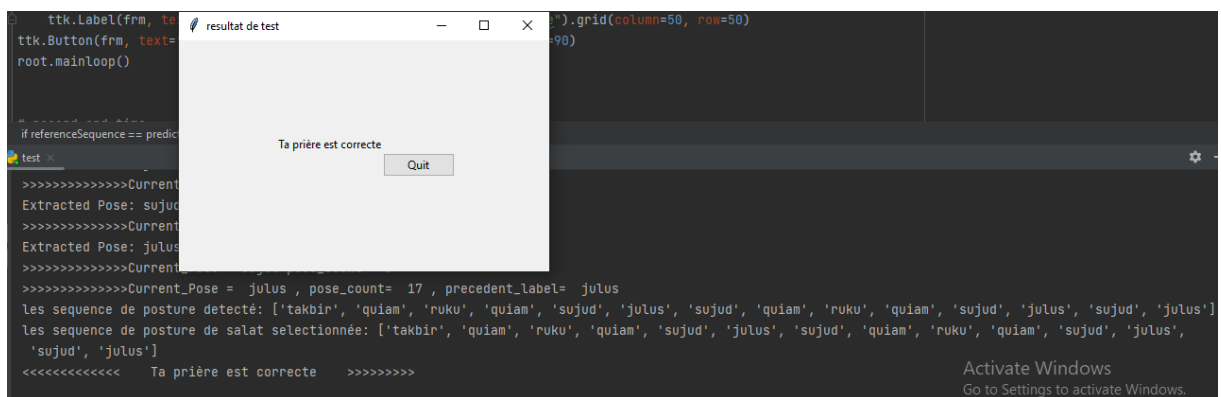 ttk.Label(frm, te
").grid(column=50, row=50)
ttk.Button(frm, text=
=90)
root.mainloop()
resultat de test
Ta prière est correcte
Quit
if referenceSequence == predict
test
>>>>>>>>>>>>>>Current
Extracted Pose: sujud
>>>>>>>>>>>>>>Current
Extracted Pose: julus
>>>>>>>>>>>>>>Current
>>>>>>>>>>>>>>Current_Pose =  julus , pose_count=  17 , precedent_label=  julus
les sequence de posture detecté: ['takbir', 'quiam', 'ruku', 'quiam', 'sujud', 'julus', 'sujud', 'quiam', 'ruku', 'quiam', 'sujud', 'julus', 'sujud', 'julus']
les sequence de posture de salat selectionnée: ['takbir', 'quiam', 'ruku', 'quiam', 'sujud', 'julus', 'sujud', 'quiam', 'ruku', 'quiam', 'sujud', 'julus',
'sujud', 'julus']
<<<<<<<<<<<<<    Ta prière est correcte    >>>>>>>>>
Activate Windows
Go to Settings to activate Windows.